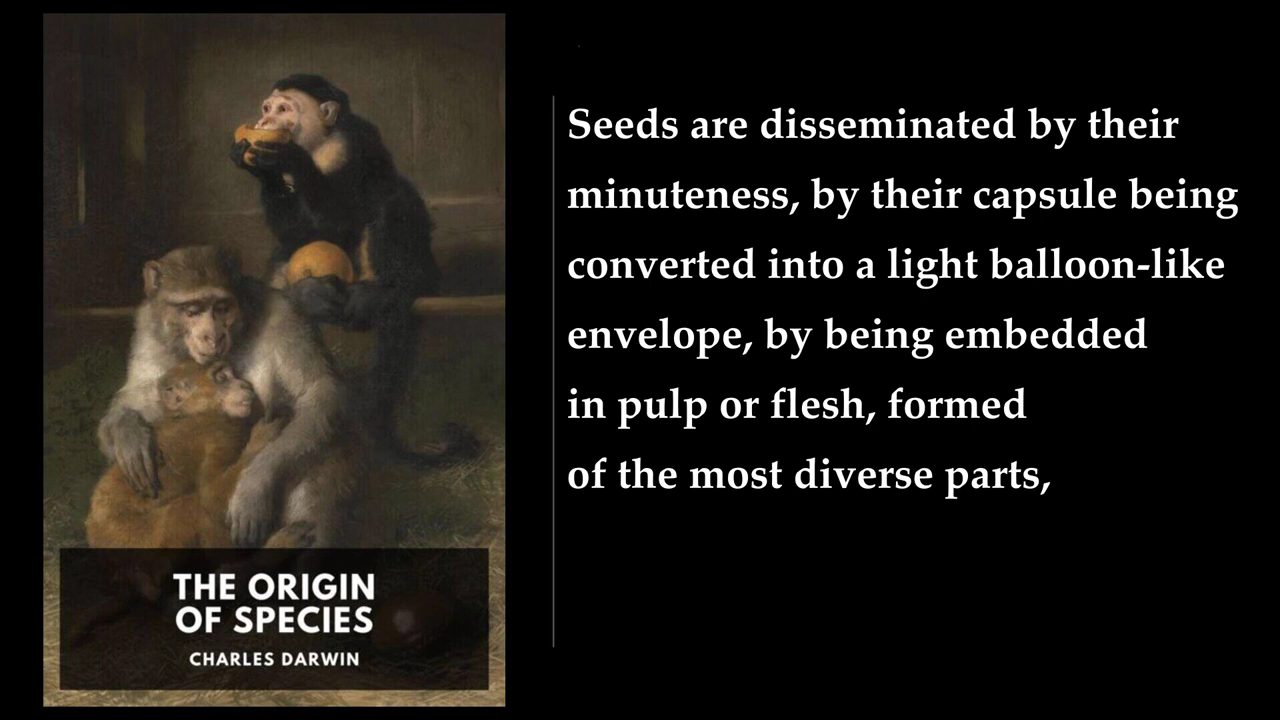 THE ORIGIN
OF SPECIES
CHARLES DARWIN
Seeds are disseminated by their
minuteness, by their capsule being
converted into a light balloon-like
envelope, by being embedded
in pulp or flesh, formed
of the most diverse parts,